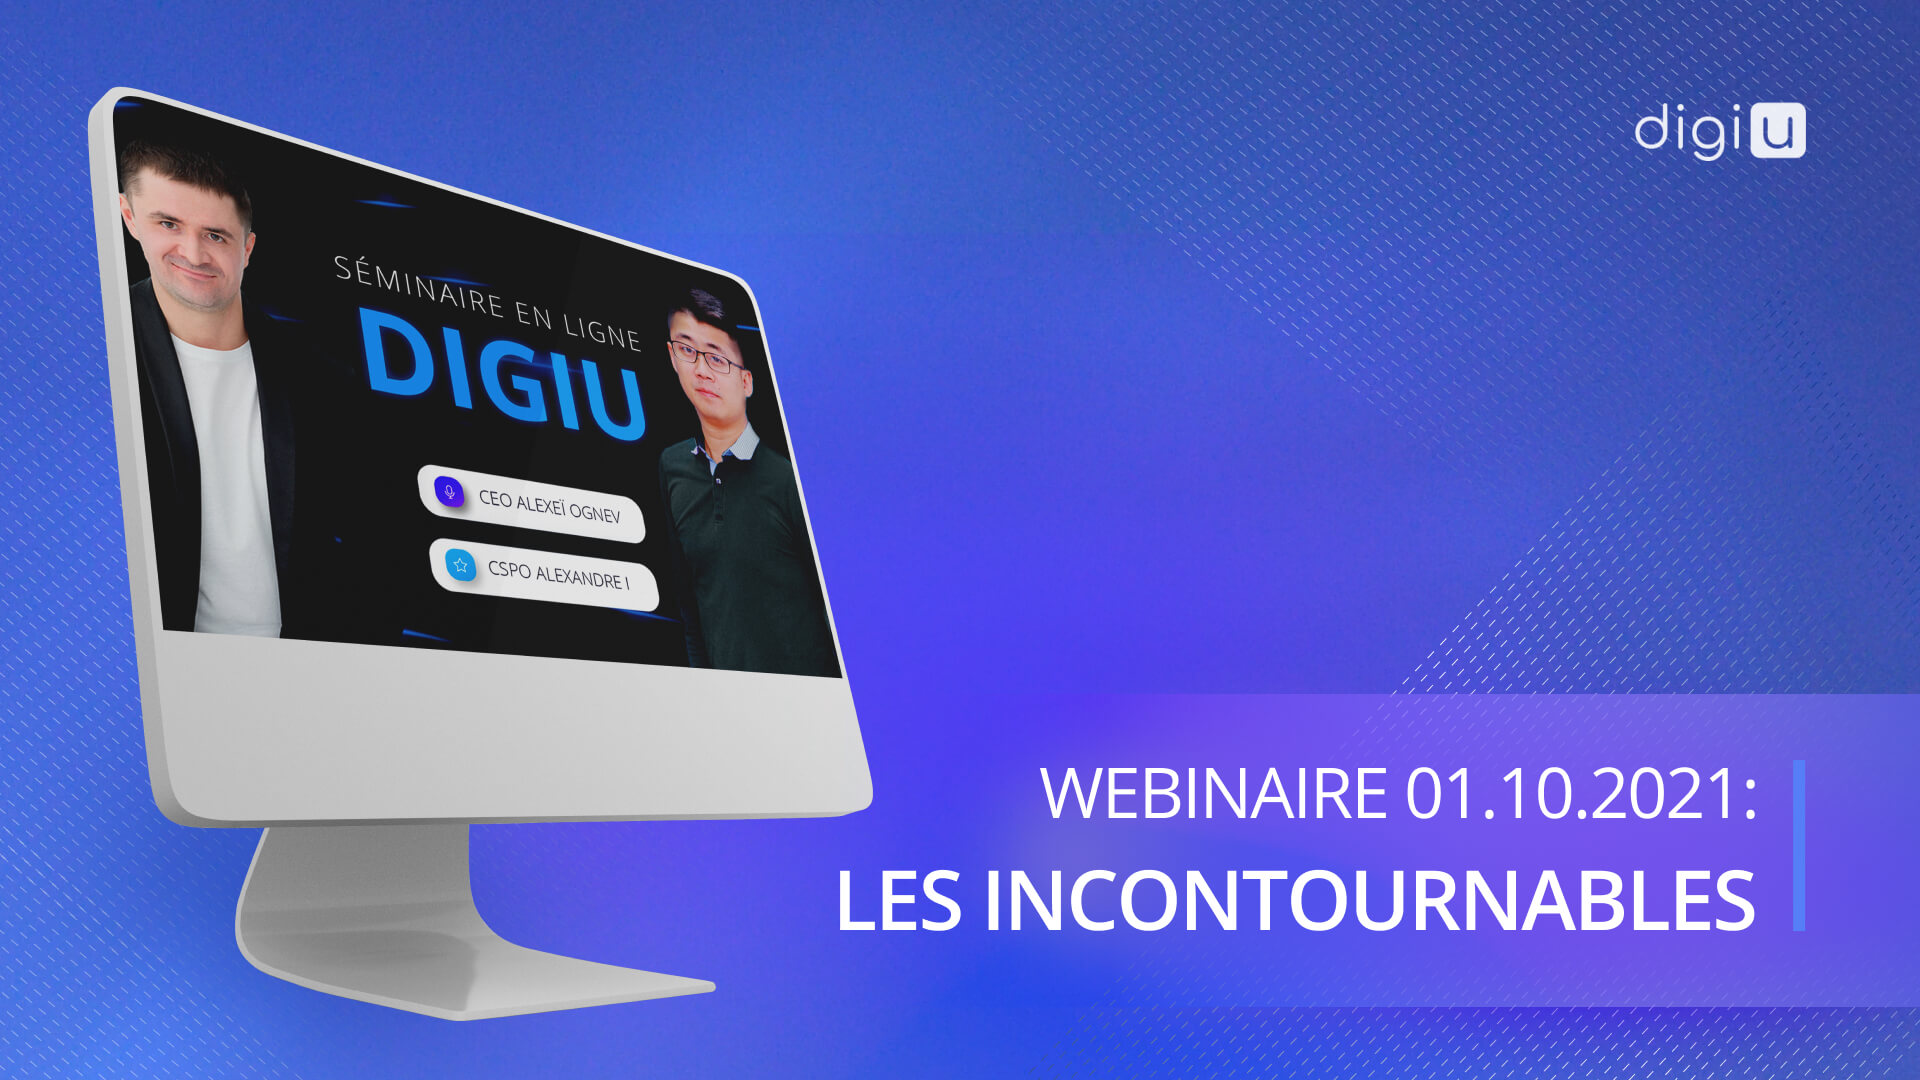 digiu
SÉMINAIRE EN LIGNE
DIGIU
CEO ALEXEÏ OGNEV
CSPO ALEXANDRE I
WEBINAIRE 01.10.2021:
LES INCONTOURNABLES